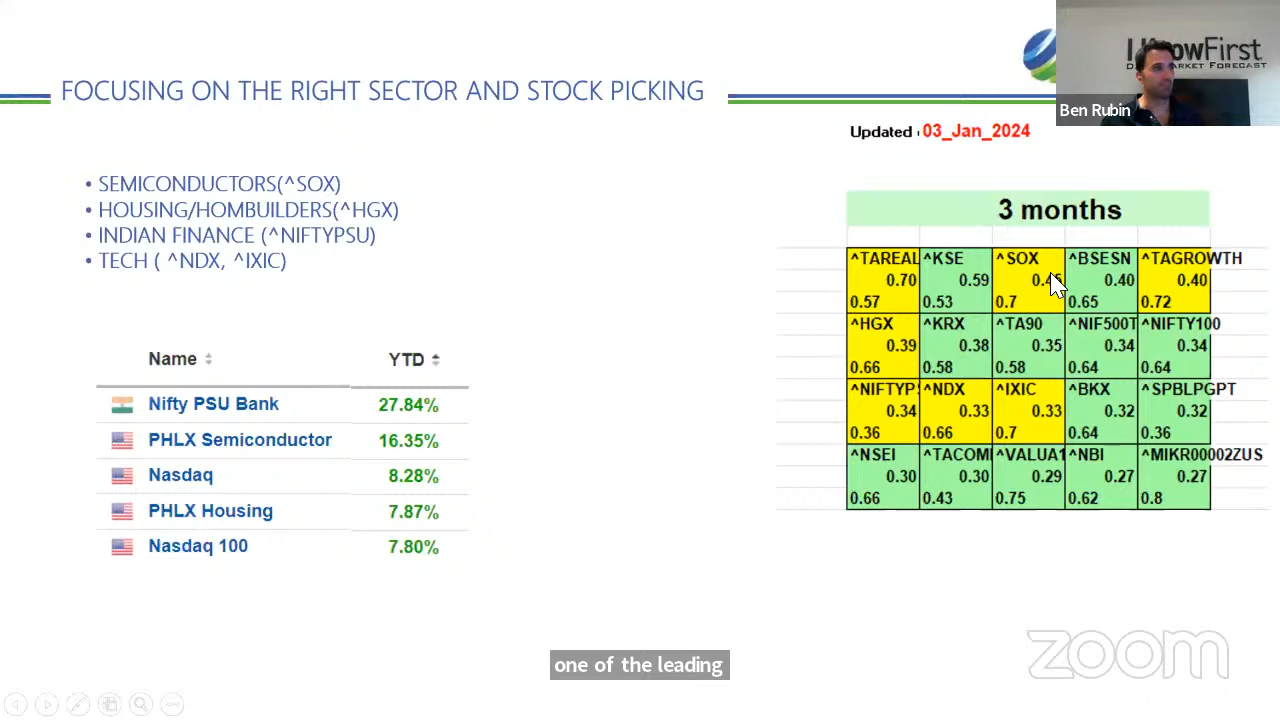 FOCUSING ON THE RIGHT SECTOR AND STOCK PICKING
KnowFirst
MARKET FORECAST
Ben Rubin
Updated : 03_Jan_2024
• SEMICONDUCTORS(^SOX)
• HOUSING/HOMBUILDERS(^HGX)
• INDIAN FINANCE (^NIFTYPSU)
• TECH ( ^NDX, ^IXIC)
Name YTD
Nifty PSU Bank 27.84%
PHLX Semiconductor 16.35%
Nasdaq 8.28%
PHLX Housing 7.87%
Nasdaq 100 7.80%
3 months
^TAREAL ^KSE ^SOX ^BSESN ^TAGROWTH
0.70 0.59 0.40 0.40
0.57 0.53 0.7 0.65 0.72
^HGX ^KRX ^TA90 ^NIF500T ^NIFTY100
0.39 0.38 0.35 0.34 0.34
0.66 0.58 0.58 0.64 0.64
^NIFTYP ^NDX ^IXIC ^BKX ^SPBLPGPT
0.34 0.33 0.33 0.32 0.32
0.36 0.66 0.7 0.64 0.36
^NSEI ^TACOM ^VALUA1 ^NBI ^MIKR00002ZUS
0.30 0.30 0.29 0.27 0.27
0.66 0.43 0.75 0.62 0.8
one of the leading
zoom